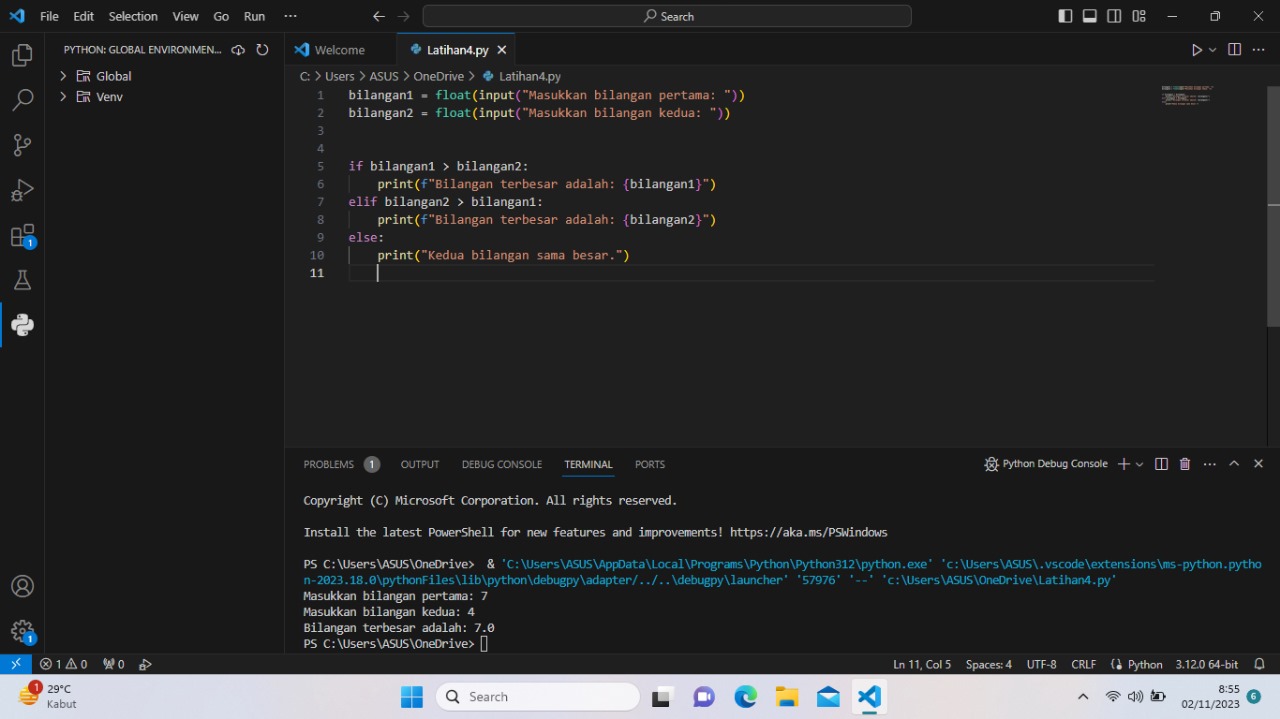 File Edit Selection View Go Run ··· Search
PYTHON: GLOBAL ENVIRONMEN...
Global
Venv
Welcome Latihan4.py
C: > Users > ASUS > OneDrive > Latihan4.py
1 bilangan1 = float(input("Masukkan bilangan pertama: "))
2 bilangan2 = float(input("Masukkan bilangan kedua: "))
3
4
5 if bilangan1 > bilangan2:
6 print(f"Bilangan terbesar adalah: {bilangan1}")
7 elif bilangan2 > bilangan1:
8 print(f"Bilangan terbesar adalah: {bilangan2}")
9 else:
10 print("Kedua bilangan sama besar.")
11
1
PROBLEMS 1 OUTPUT DEBUG CONSOLE TERMINAL PORTS Python Debug Console
Copyright (C) Microsoft Corporation. All rights reserved.
Install the latest PowerShell for new features and improvements! https://aka.ms/PSWindows
PS C:\Users\ASUS\OneDrive> & 'C:\Users\ASUS\AppData\Local\Programs\Python\Python312\python.exe' 'c:\Users\ASUS\.vscode\extensions\ms-python.pytho
n-2023.18.0\pythonFiles\lib\python\debugpy\adapter/../..\debugpy\launcher' '57976' '--' 'c:\Users\ASUS\OneDrive\Latihan4.py'
Masukkan bilangan pertama: 7
Masukkan bilangan kedua: 4
Bilangan terbesar adalah: 7.0
PS C:\Users\ASUS\OneDrive>
1
1 0 0 Ln 11, Col 5 Spaces: 4 UTF-8 CRLF Python 3.12.0 64-bit
1 29°C
Kabut
Search
8:55
02/11/2023
6